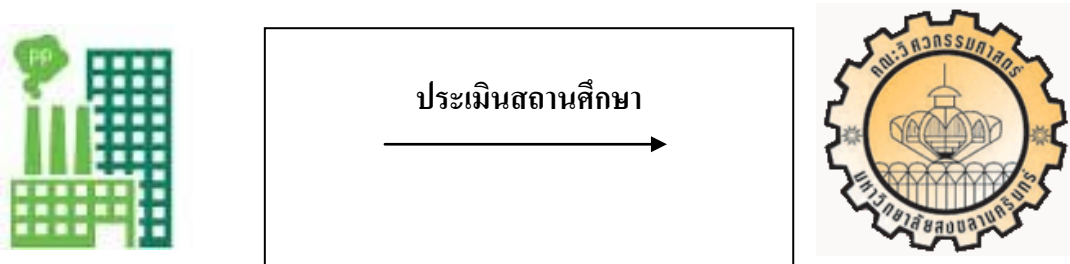 PP
ประเมินสถานศึกษา
คณะวิศวกรรมศาสตร์
มหาวิทยาลัยสงขลานครินทร์